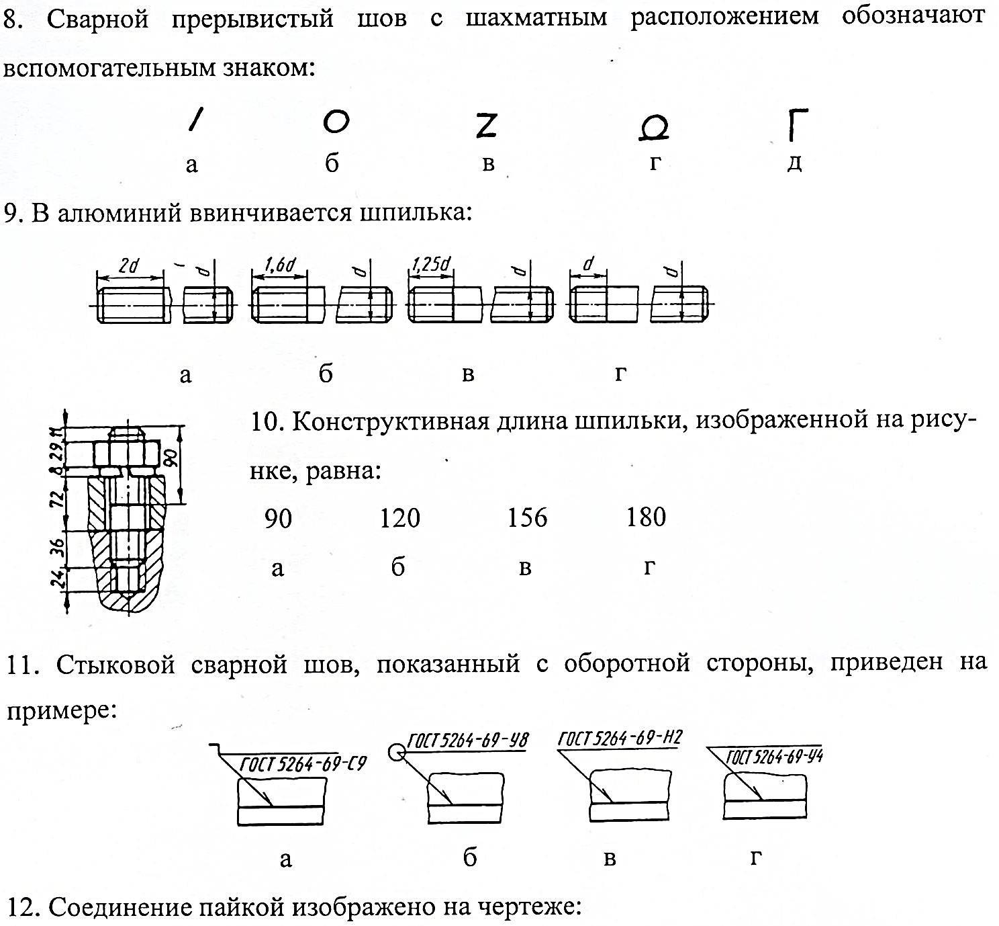 8. Сварной прерывистый шов с шахматным расположением обозначают
вспомогательным знаком:
/ О Z Ω Г
а б в г д
9. В алюминий ввинчивается шпилька:
2d d 1,6d d 1,25d d d d
а б в г
10. Конструктивная длина шпильки, изображенной на рису-
нке, равна:
90 120 156 180
а б в г
11
29
8
72
36
24
90
11. Стыковой сварной шов, показанный с оборотной стороны, приведен на
примере:
ГОСТ 5264-69-С9 ГОСТ 5264-69-У8 ГОСТ 5264-69-Н2 ГОСТ 5264-69-У4
а б в г
12. Соединение пайкой изображено на чертеже: